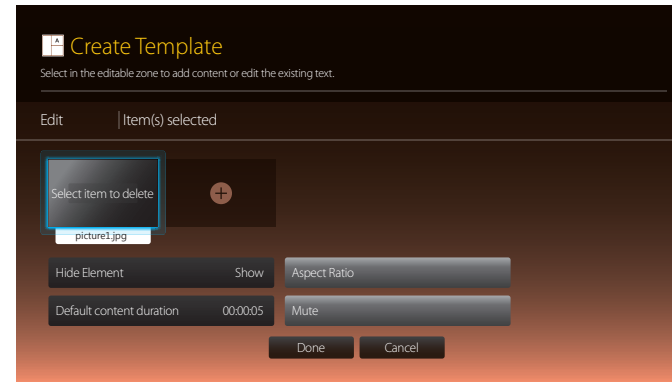 A
Create Template
Select in the editable zone to add content or edit the existing text.
Edit Item(s) selected
Select item to delete
picture1.jpg
Hide Element Show Aspect Ratio
Default content duration 00:00:05 Mute
Done Cancel